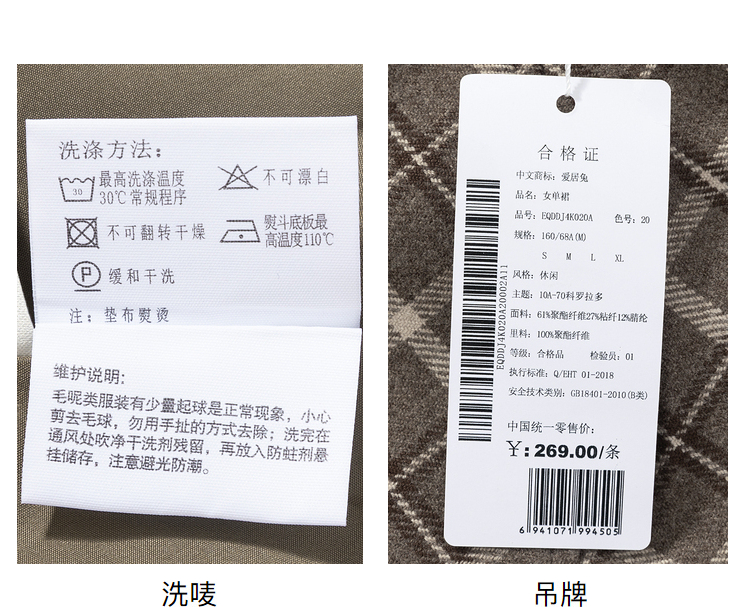 洗涤方法：
30
最高洗涤温度
30℃常规程序
不可漂白
不可翻转干燥
熨斗底板最
高温度110℃
P
缓和干洗
注：垫布熨烫
维护说明：
毛呢类服装有少量起球是正常现象，小心
剪去毛球，勿用手扯的方式去除；洗完在
通风处吹净干洗剂残留，再放入防蛀剂悬
挂储存，注意避光防潮。
洗唛
合格证
中文商标：爱居兔
品名：女单裙
品号：EQDDJ4K020A 色号：20
规格：160/68A(M)
S M L XL
风格：休闲
主题：10A-70科罗拉多
面料：61%聚酯纤维27%粘纤12%腈纶
里料：100%聚酯纤维
等级：合格品 检验员：01
执行标准：Q/EHT 01-2018
安全技术类别：GB18401-2010(B类)
EQDDJ4K020A20002A11
中国统一零售价：
￥：269.00/条
6 941071 994505
吊牌